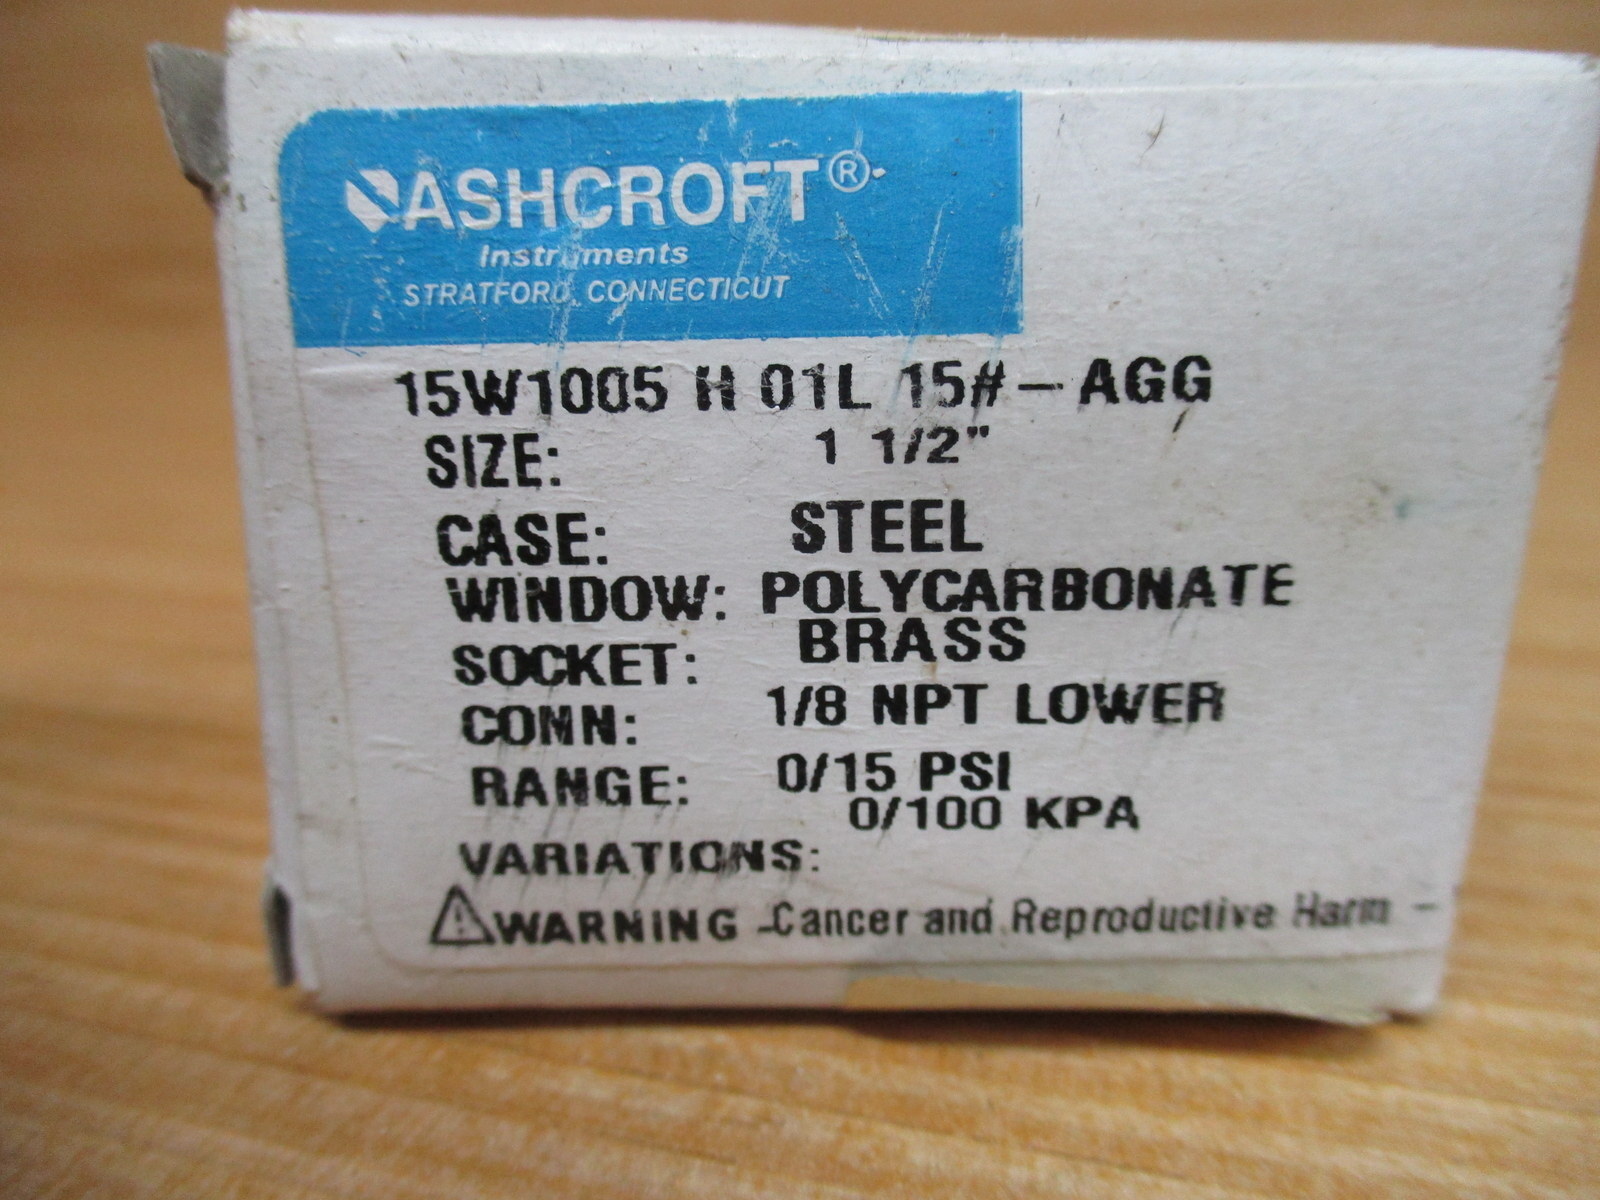 ASHCROFT®
Instruments
STRATFORD, CONNECTICUT
15W1005 H 01L 15# - AGG
SIZE: 1 1/2"
CASE: STEEL
WINDOW: POLYCARBONATE
SOCKET: BRASS
CONN: 1/8 NPT LOWER
RANGE: 0/15 PSI
0/100 KPA
VARIATIONS:
⚠WARNING -Cancer and Reproductive Harm -